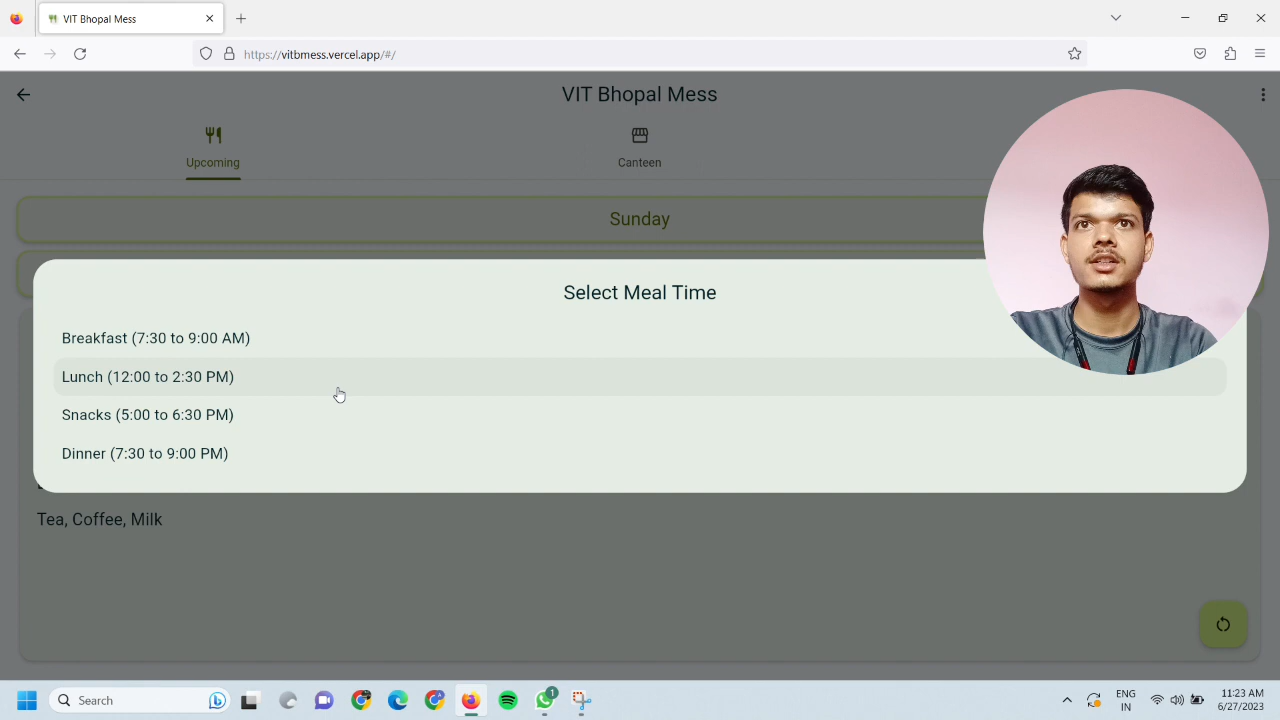 VIT Bhopal Mess
https://vitbmess.vercel.app/#/
VIT Bhopal Mess
Upcoming
Canteen
Sunday
Select Meal Time
Breakfast (7:30 to 9:00 AM)
Lunch (12:00 to 2:30 PM)
Snacks (5:00 to 6:30 PM)
Dinner (7:30 to 9:00 PM)
Tea, Coffee, Milk
Search
1
ENG
IN
11:23 AM
6/27/2023